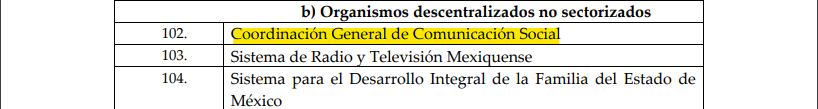 b) Organismos descentralizados no sectorizados
102. Coordinación General de Comunicación Social
103. Sistema de Radio y Televisión Mexiquense
104. Sistema para el Desarrollo Integral de la Familia del Estado de
México